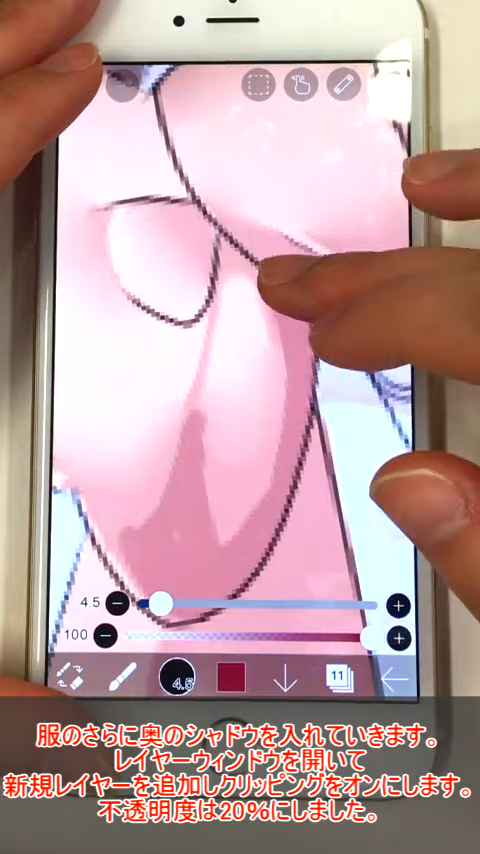 4.5
100
4.5
11
服のさらに奥のシャドウを入れていきます。
レイヤーウィンドウを開いて
新規レイヤーを追加しクリッピングをオンにします。
不透明度は20%にしました。